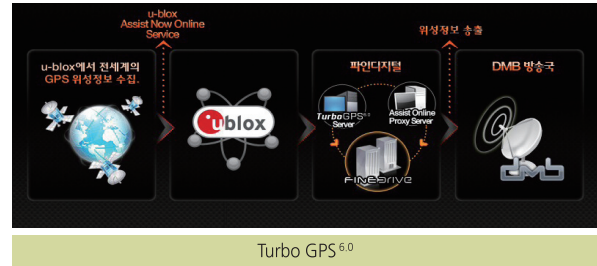 u-blox
Assist Now Online
Service
위성정보 송출
u-blox에서 전세계의
GPS 위성정보 수집.
ublox
파인디지털
TurboGPS6.0
Server
Assist Online
Proxy Server
FINEDRIVE
DMB 방송국
dmb
Turbo GPS 6.0